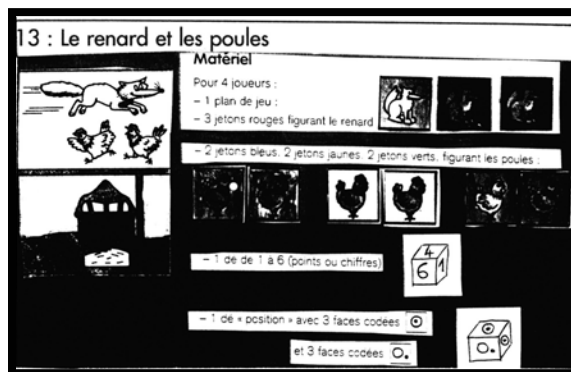 13 : Le renard et les poules
Matériel
Pour 4 joueurs :
– 1 plan de jeu :
– 3 jetons rouges figurant le renard
– 2 jetons bleus, 2 jetons jaunes, 2 jetons verts, figurant les poules :
– 1 de de 1 à 6 (points ou chiffres)
4
6 1
– 1 dé « position » avec 3 faces codées
et 3 faces codées